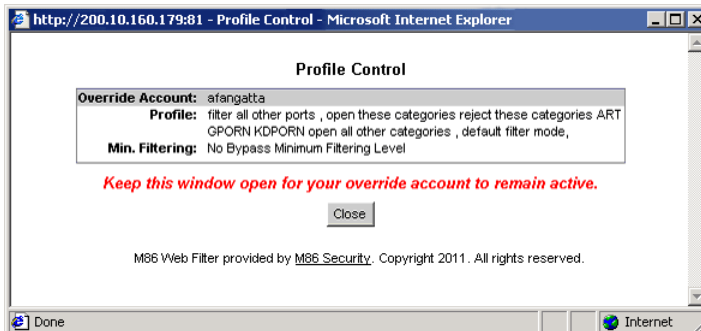 http://200.10.160.179:81 - Profile Control - Microsoft Internet Explorer
Profile Control
Override Account: afangatta
Profile: filter all other ports , open these categories reject these categories ART
GPORN KDPORN open all other categories , default filter mode,
Min. Filtering: No Bypass Minimum Filtering Level
Keep this window open for your override account to remain active.
Close
M86 Web Filter provided by M86 Security. Copyright 2011. All rights reserved.
Done
Internet